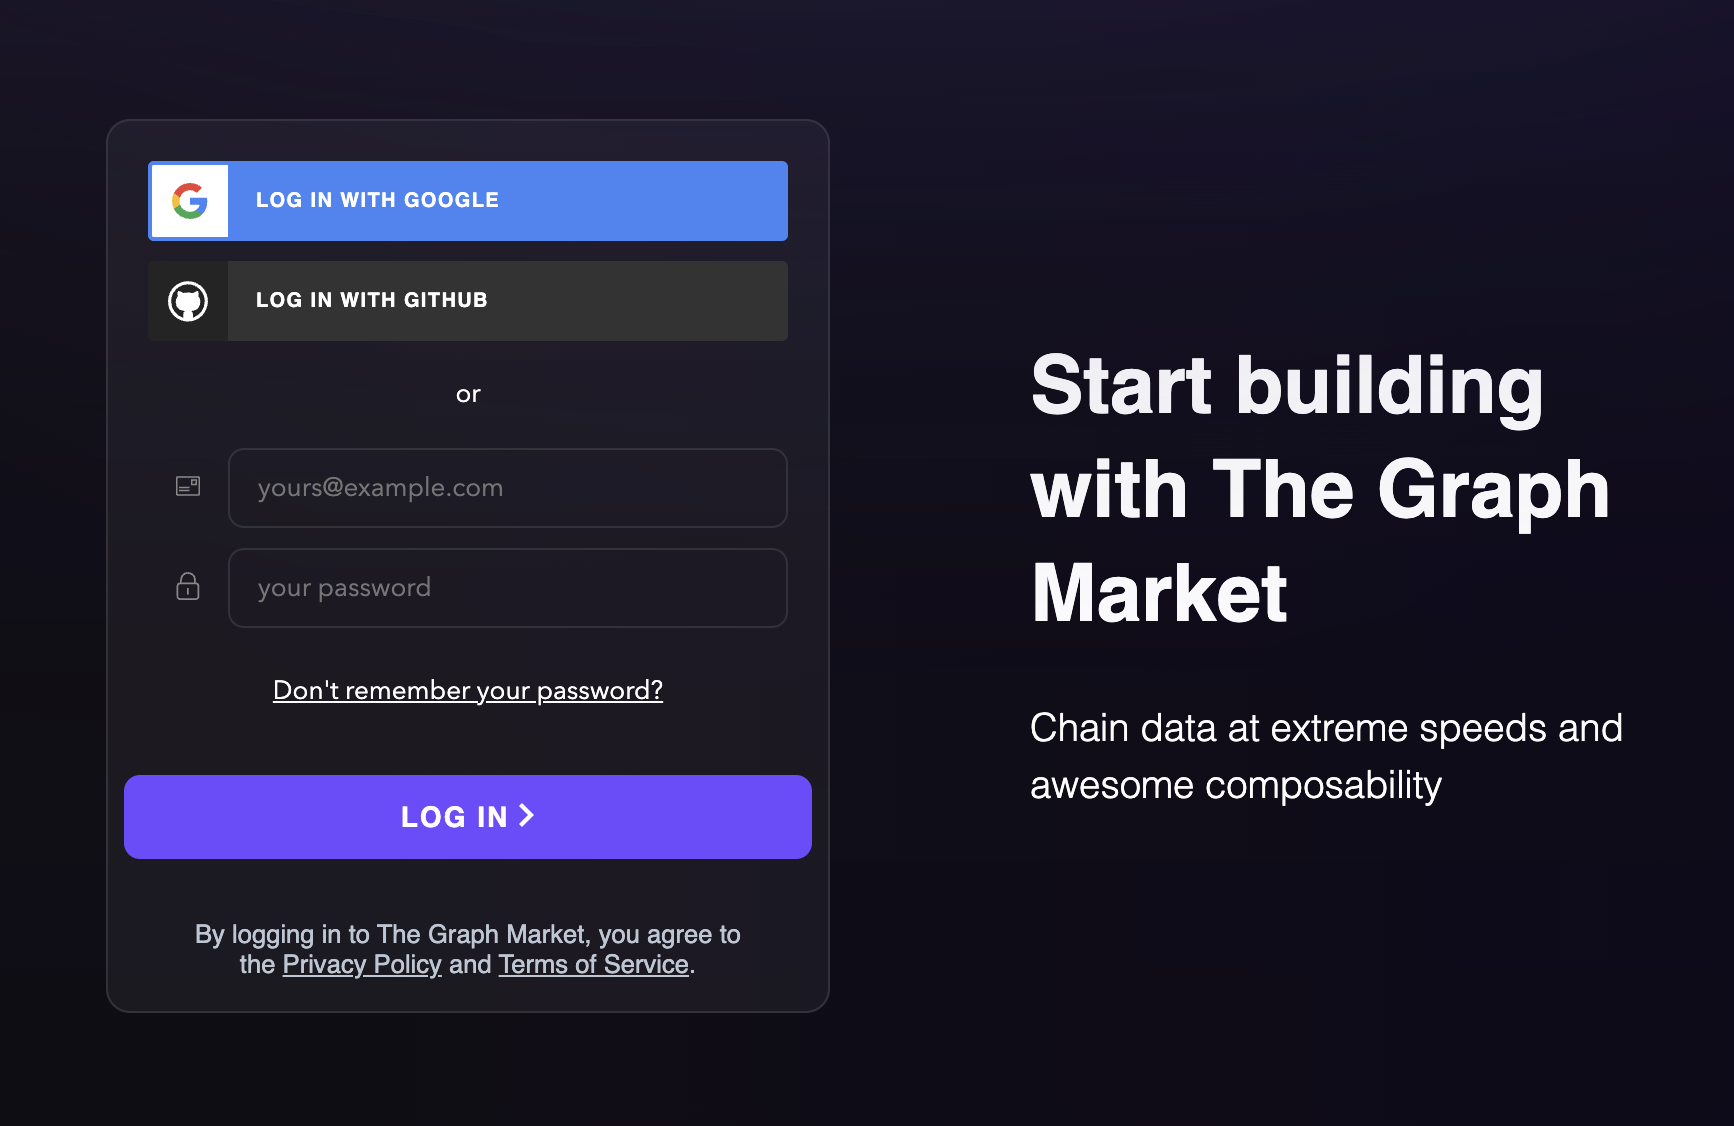 LOG IN WITH GOOGLE
LOG IN WITH GITHUB
or
yours@example.com
your password
Don't remember your password?
LOG IN
By logging in to The Graph Market, you agree to
the Privacy Policy and Terms of Service.
Start building
with The Graph
Market
Chain data at extreme speeds and
awesome composability